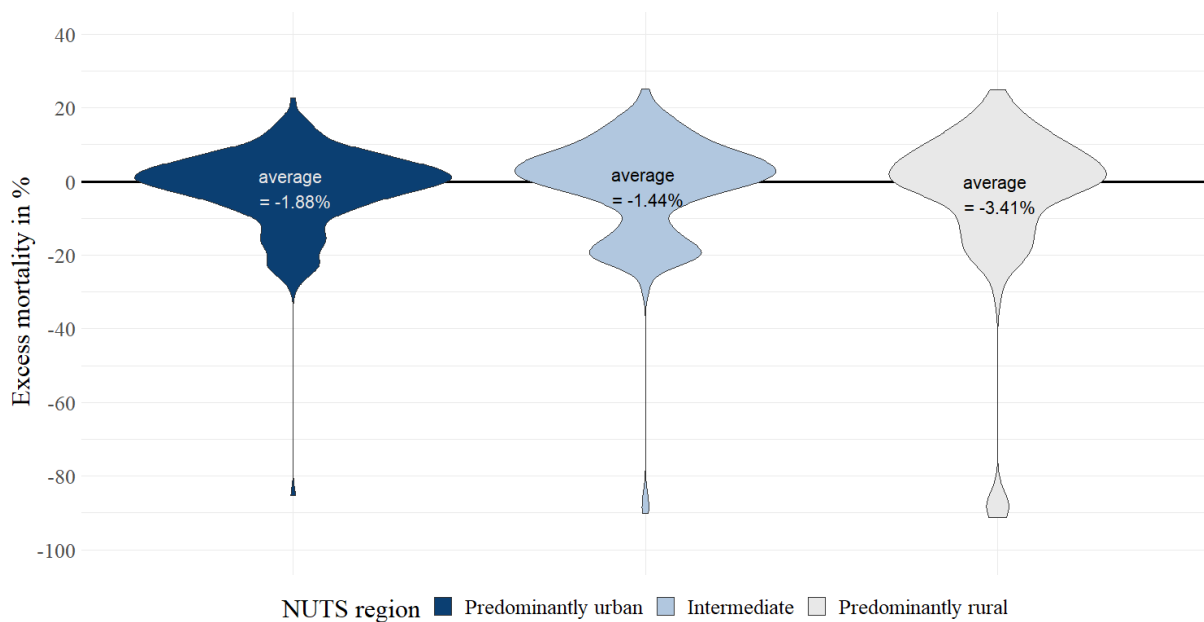 Excess mortality in %
40
20
0
-20
-40
-60
-80
-100
average
= -1.88%
average
= -1.44%
average
= -3.41%
NUTS region Predominantly urban Intermediate Predominantly rural